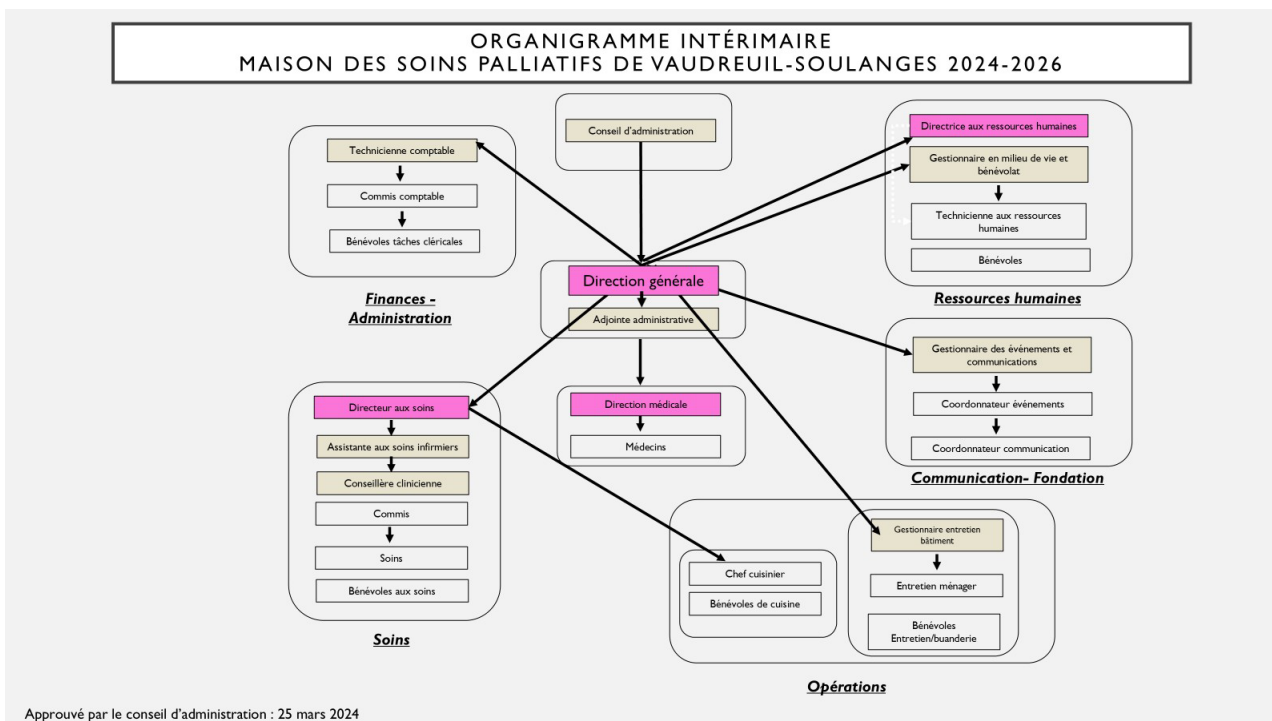 ORGANIGRAMME INTÉRIMAIRE
MAISON DES SOINS PALLIATIFS DE VAUDREUIL-SOULANGES 2024-2026
Conseil d'administration
Technicienne comptable
Commis comptable
Bénévoles tâches cléricales
Finances -
Administration
Directrice aux ressources humaines
Gestionnaire en milieu de vie et
bénévolat
Technicienne aux ressources
humaines
Bénévoles
Ressources humaines
Direction générale
Adjointe administrative
Gestionnaire des événements et
communications
Coordonnateur événements
Coordonnateur communication
Communication- Fondation
Directeur aux soins
Assistante aux soins infirmiers
Conseillère clinicienne
Commis
Soins
Bénévoles aux soins
Soins
Direction médicale
Médecins
Chef cuisinier
Bénévoles de cuisine
Gestionnaire entretien
bâtiment
Entretien ménager
Bénévoles
Entretien/buanderie
Opérations
Approuvé par le conseil d'administration : 25 mars 2024